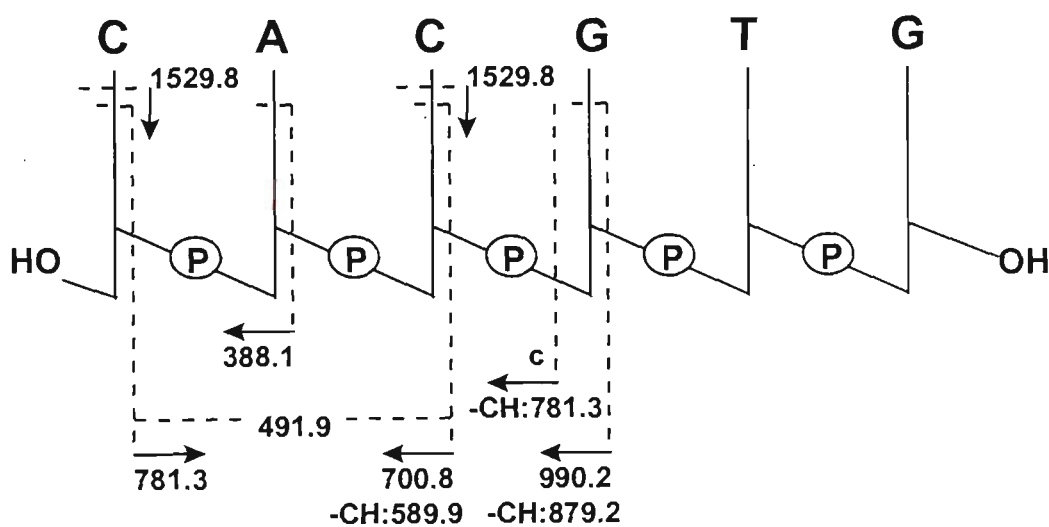 C A C G T G
1529.8 1529.8
HO P P P P P OH
388.1
c
-CH:781.3
491.9
781.3 700.8 990.2
-CH:589.9 -CH:879.2